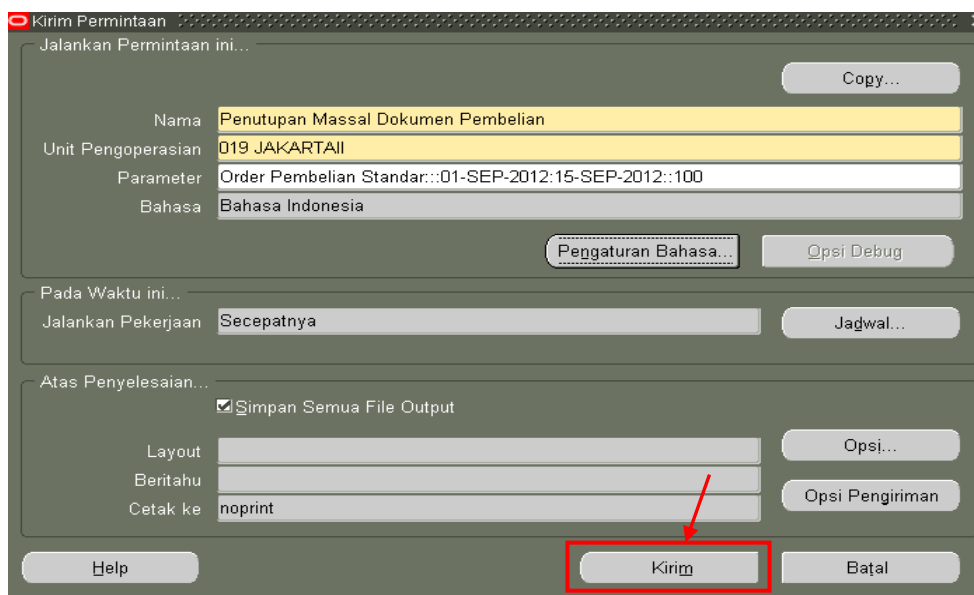 Kirim Permintaan
Jalankan Permintaan ini...
Copy...
Nama Penutupan Massal Dokumen Pembelian
Unit Pengoperasian 019 JAKARTAII
Parameter Order Pembelian Standar:::01-SEP-2012:15-SEP-2012::100
Bahasa Bahasa Indonesia
Pengaturan Bahasa... Opsi Debug
Pada Waktu ini...
Jalankan Pekerjaan Secepatnya Jadwal...
Atas Penyelesaian...
Simpan Semua File Output
Layout Opsi...
Beritahu
Opsi Pengiriman
Cetak ke noprint
Help Kirim Batal